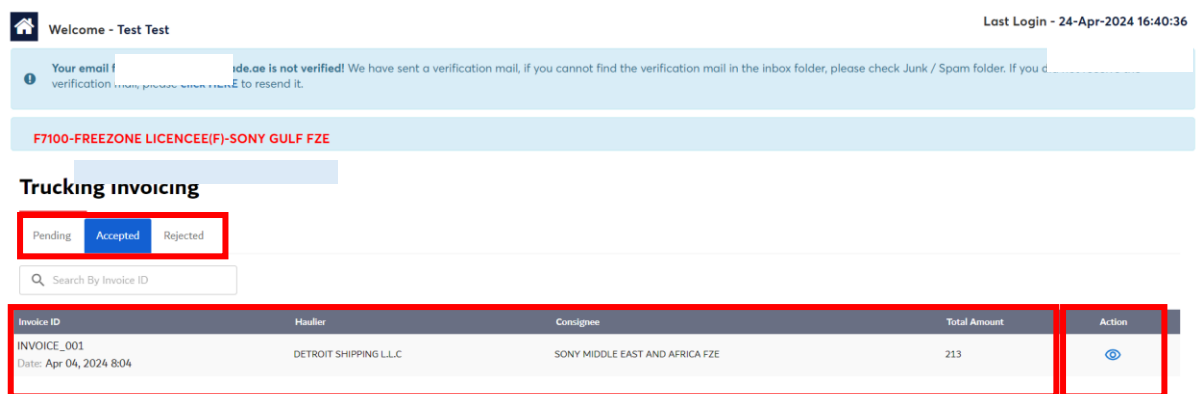 Welcome - Test Test
Last Login - 24-Apr-2024 16:40:36
Your email ude.ae is not verified! We have sent a verification mail, if you cannot find the verification mail in the inbox folder, please check Junk / Spam folder. If you
verification mail, please click HERE to resend it.
F7100-FREEZONE LICENCEE(F)-SONY GULF FZE
Trucking Invoicing
Pending Accepted Rejected
Search By Invoice ID
Invoice ID Haulier Consignee Total Amount Action
INVOICE_001
DETROIT SHIPPING L.L.C SONY MIDDLE EAST AND AFRICA FZE 213
Date: Apr 04, 2024 8:04